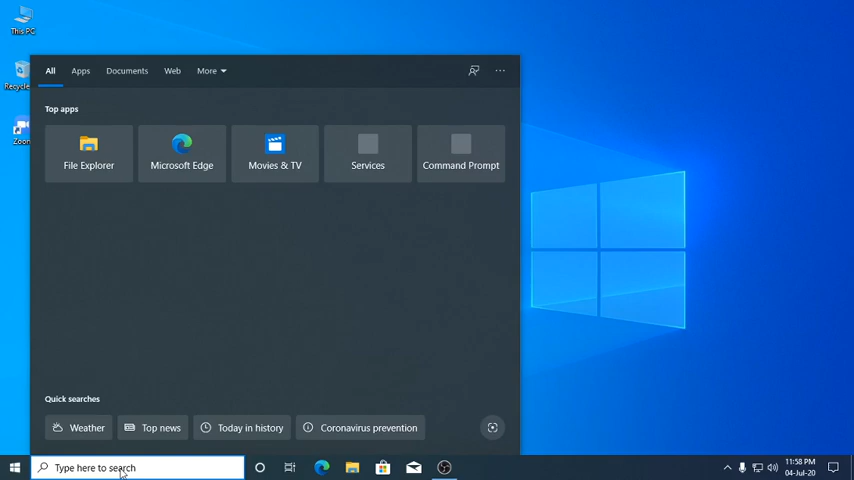 This PC
All Apps Documents Web More
Recycle
Top apps
Zoom
File Explorer Microsoft Edge Movies & TV Services Command Prompt
Quick searches
Weather Top news Today in history Coronavirus prevention
Type here to search
11:58 PM
04-Jul-20